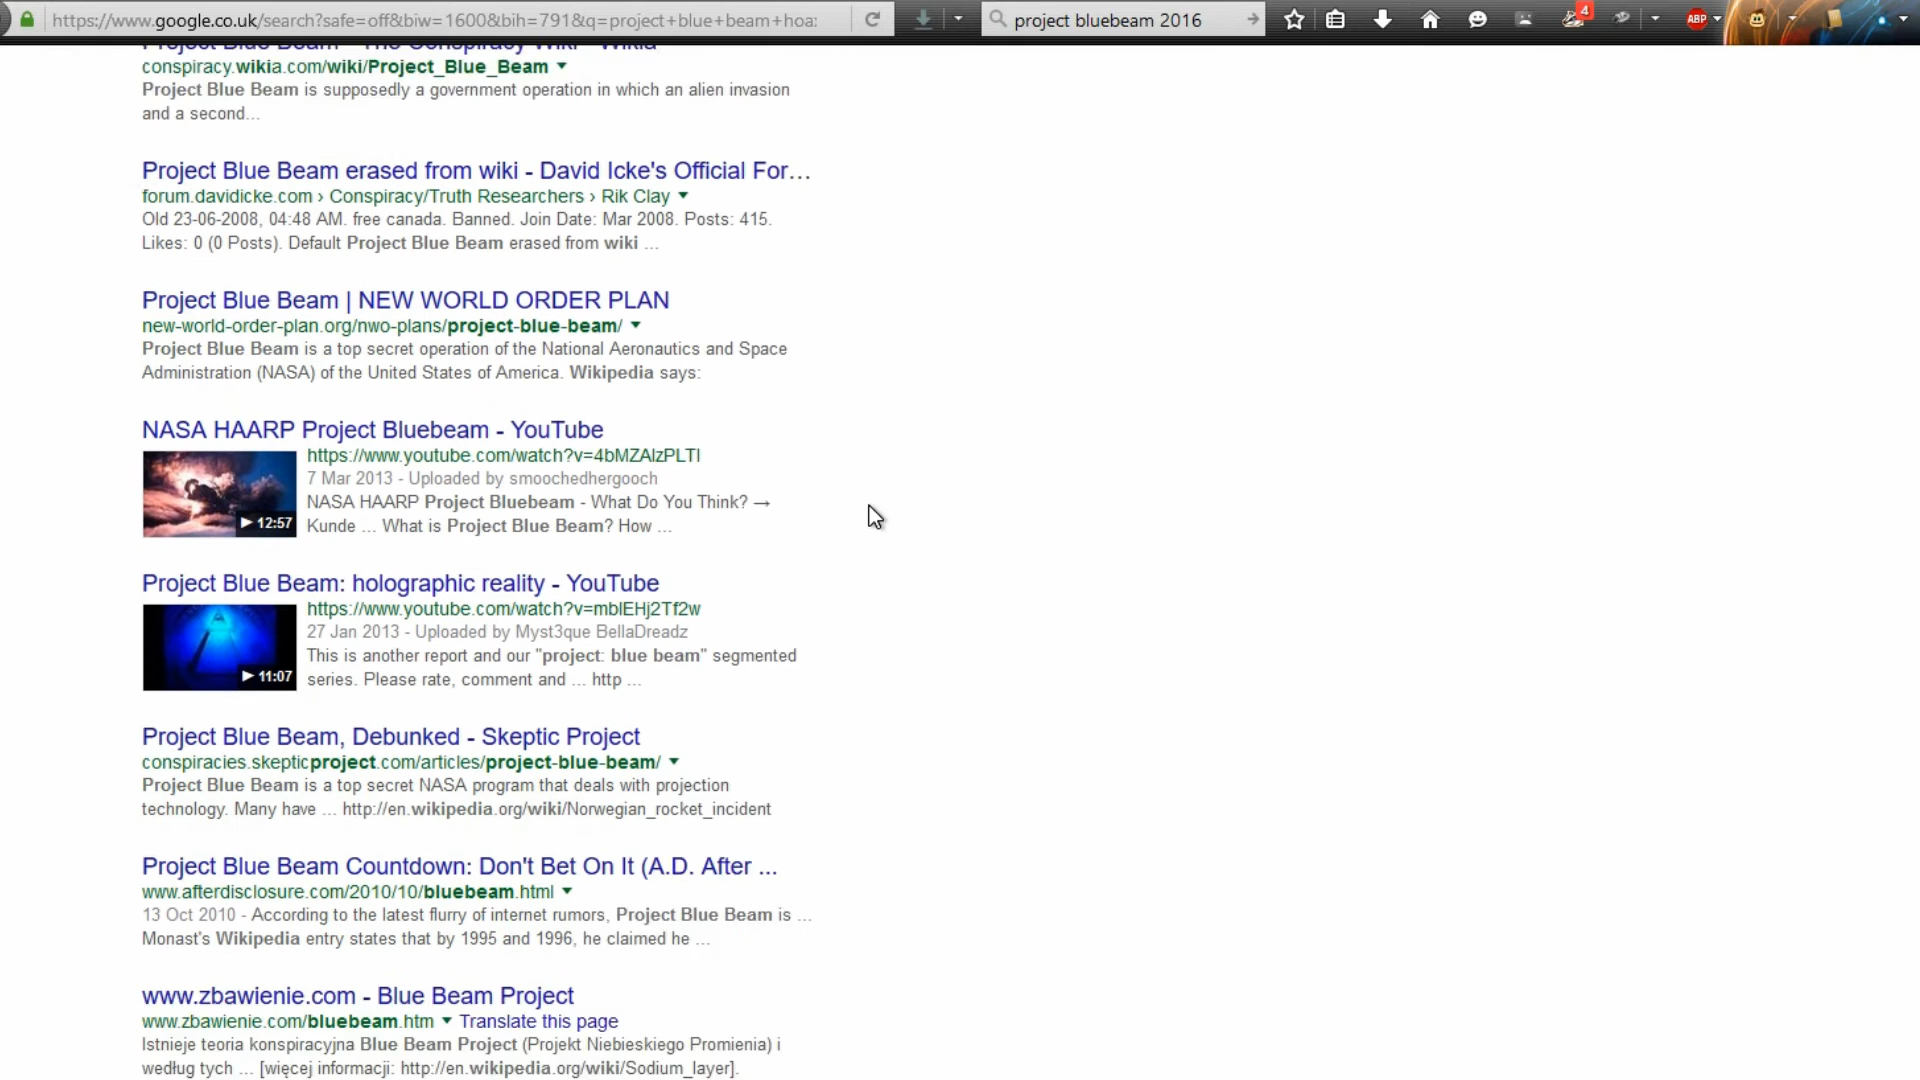 https://www.google.co.uk/search?safe=off&biw=1600&bih=791&q=project+blue+beam+hoa:
project bluebeam 2016
4
ABP
Project Blue Beam - The Conspiracy Wiki - Wikia
conspiracy.wikia.com/wiki/Project_Blue_Beam
Project Blue Beam is supposedly a government operation in which an alien invasion
and a second...
Project Blue Beam erased from wiki - David Icke's Official For...
forum.davidicke.com › Conspiracy/Truth Researchers › Rik Clay
Old 23-06-2008, 04:48 AM. free canada. Banned. Join Date: Mar 2008. Posts: 415.
Likes: 0 (0 Posts). Default Project Blue Beam erased from wiki ...
Project Blue Beam | NEW WORLD ORDER PLAN
new-world-order-plan.org/nwo-plans/project-blue-beam/
Project Blue Beam is a top secret operation of the National Aeronautics and Space
Administration (NASA) of the United States of America. Wikipedia says:
NASA HAARP Project Bluebeam - YouTube
https://www.youtube.com/watch?v=4bMZAlzPLTI
7 Mar 2013 - Uploaded by smoochedhergooch
NASA HAARP Project Bluebeam - What Do You Think? →
12:57
Kunde ... What is Project Blue Beam? How ...
Project Blue Beam: holographic reality - YouTube
https://www.youtube.com/watch?v=mblEHj2Tf2w
27 Jan 2013 - Uploaded by Myst3que BellaDreadz
This is another report and our "project: blue beam" segmented
11:07
series. Please rate, comment and ... http ...
Project Blue Beam, Debunked - Skeptic Project
conspiracies.skepticproject.com/articles/project-blue-beam/
Project Blue Beam is a top secret NASA program that deals with projection
technology. Many have ... http://en.wikipedia.org/wiki/Norwegian_rocket_incident
Project Blue Beam Countdown: Don't Bet On It (A.D. After ...
www.afterdisclosure.com/2010/10/bluebeam.html
13 Oct 2010 - According to the latest flurry of internet rumors, Project Blue Beam is ...
Monast's Wikipedia entry states that by 1995 and 1996, he claimed he ...
www.zbawienie.com - Blue Beam Project
www.zbawienie.com/bluebeam.htm Translate this page
Istnieje teoria konspiracyjna Blue Beam Project (Projekt Niebieskiego Promienia) i
według tych ... [więcej informacji: http://en.wikipedia.org/wiki/Sodium_layer].